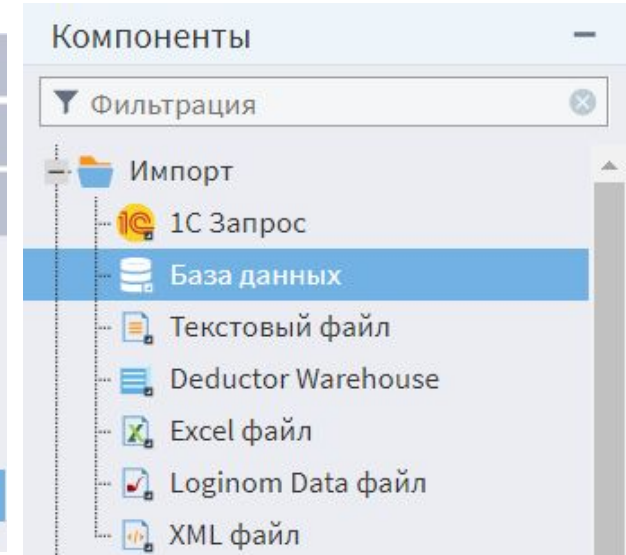 Компоненты
Фильтрация
Импорт
1С Запрос
База данных
Текстовый файл
Deductor Warehouse
Excel файл
Loginom Data файл
XML файл